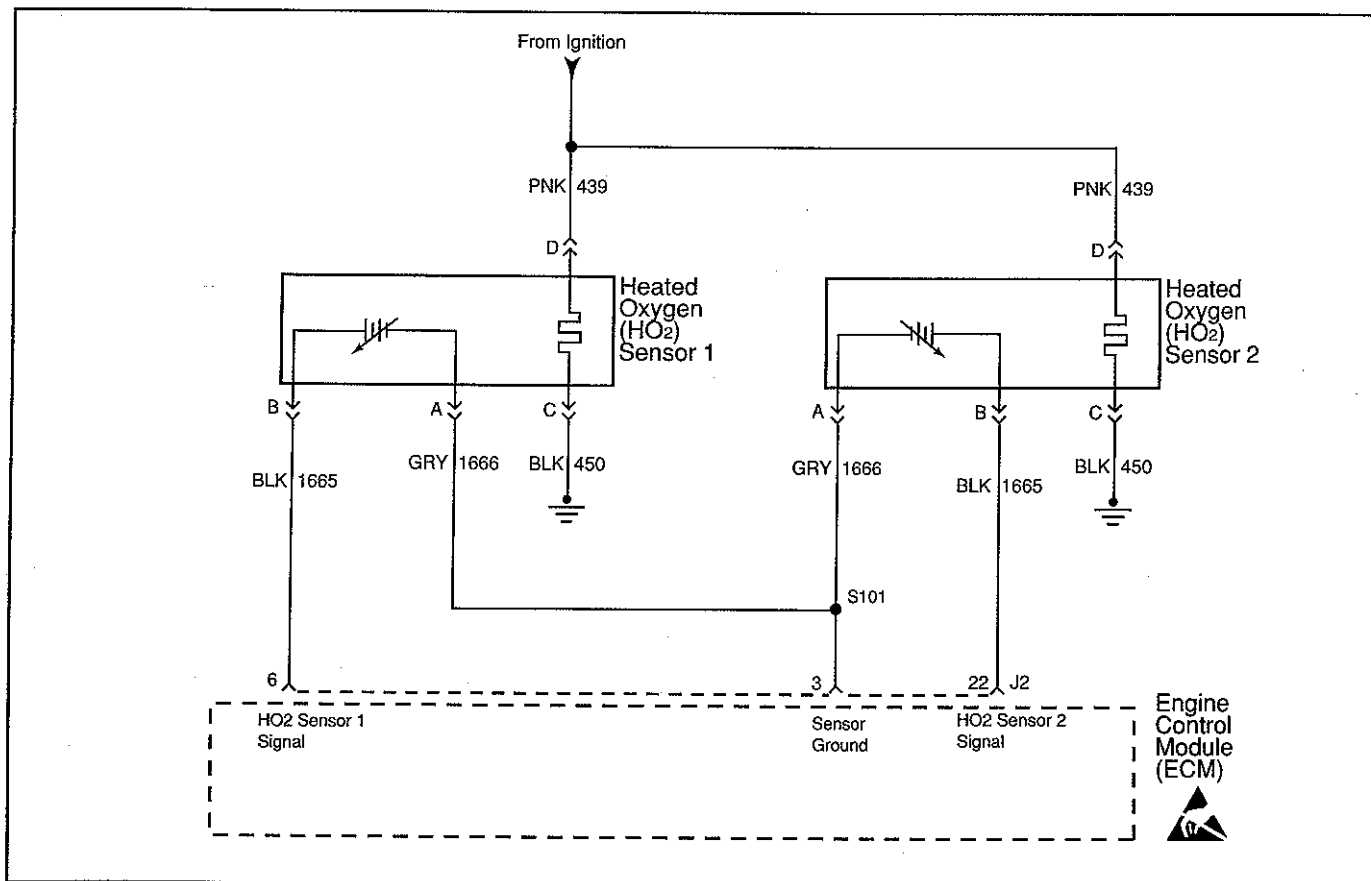 From Ignition
PNK 439
PNK 439
D
D
Heated
Oxygen
(HO2)
Sensor 1
Heated
Oxygen
(HO2)
Sensor 2
B
A
C
A
B
C
GRY 1666
BLK 450
GRY 1666
BLK 450
BLK 1665
BLK 1665
S101
6
3
22
J2
HO2 Sensor 1
Signal
Sensor
Ground
HO2 Sensor 2
Signal
Engine
Control
Module
(ECM)